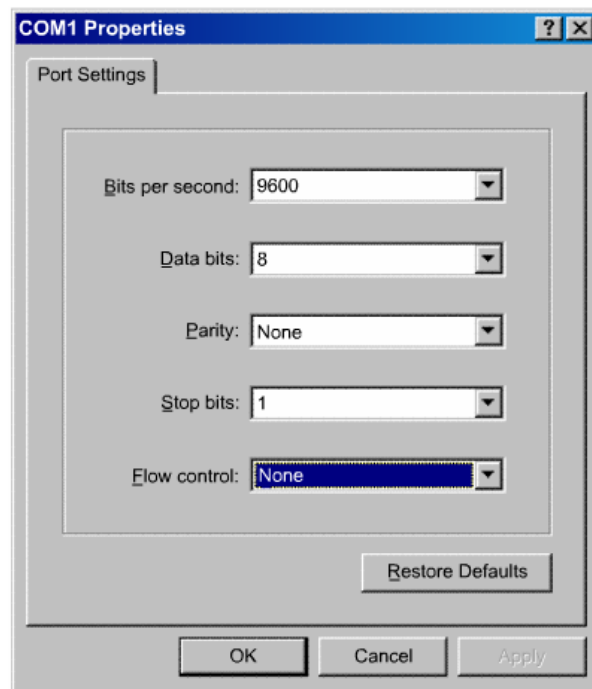 COM1 Properties
Port Settings
Bits per second: 9600
Data bits: 8
Parity: None
Stop bits: 1
Flow control: None
Restore Defaults
OK Cancel Apply